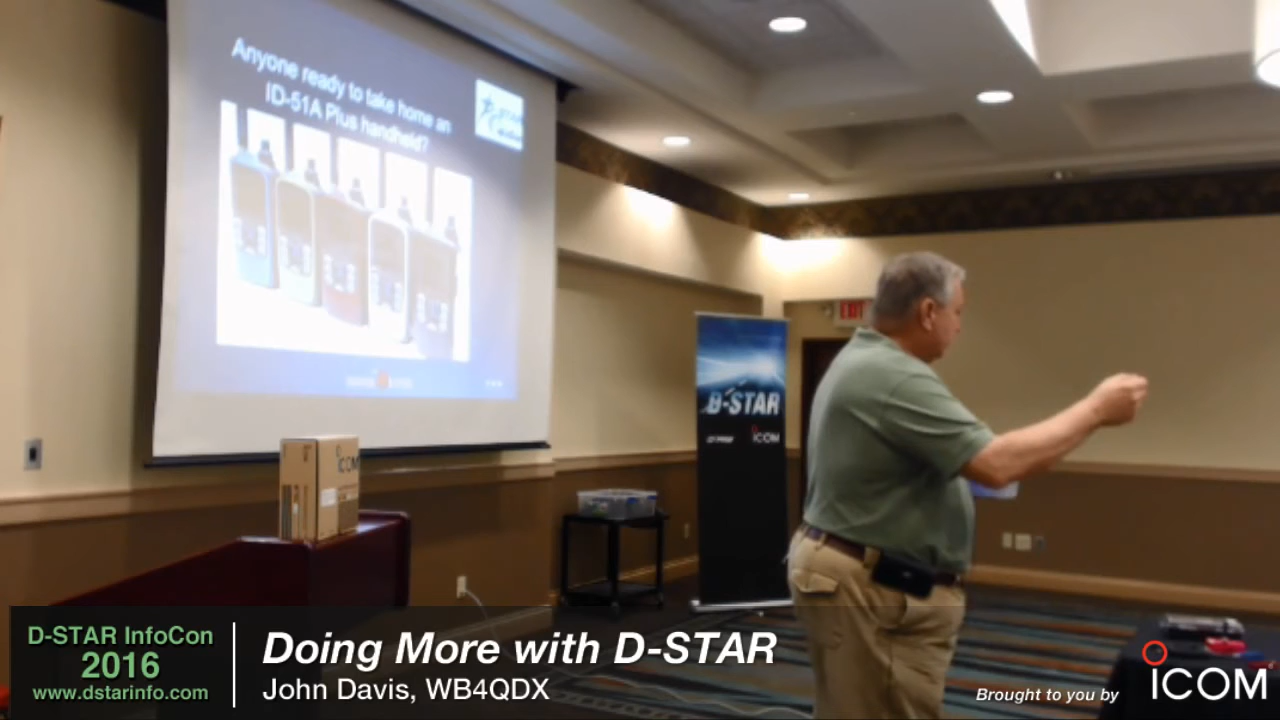 Anyone ready to take home an
ID-51A Plus handheld?
ICOM
EXIT
D-STAR
ICOM
D-STAR InfoCon
2016
www.dstarinfo.com
Doing More with D-STAR
John Davis, WB4QDX
Brought to you by
ICOM